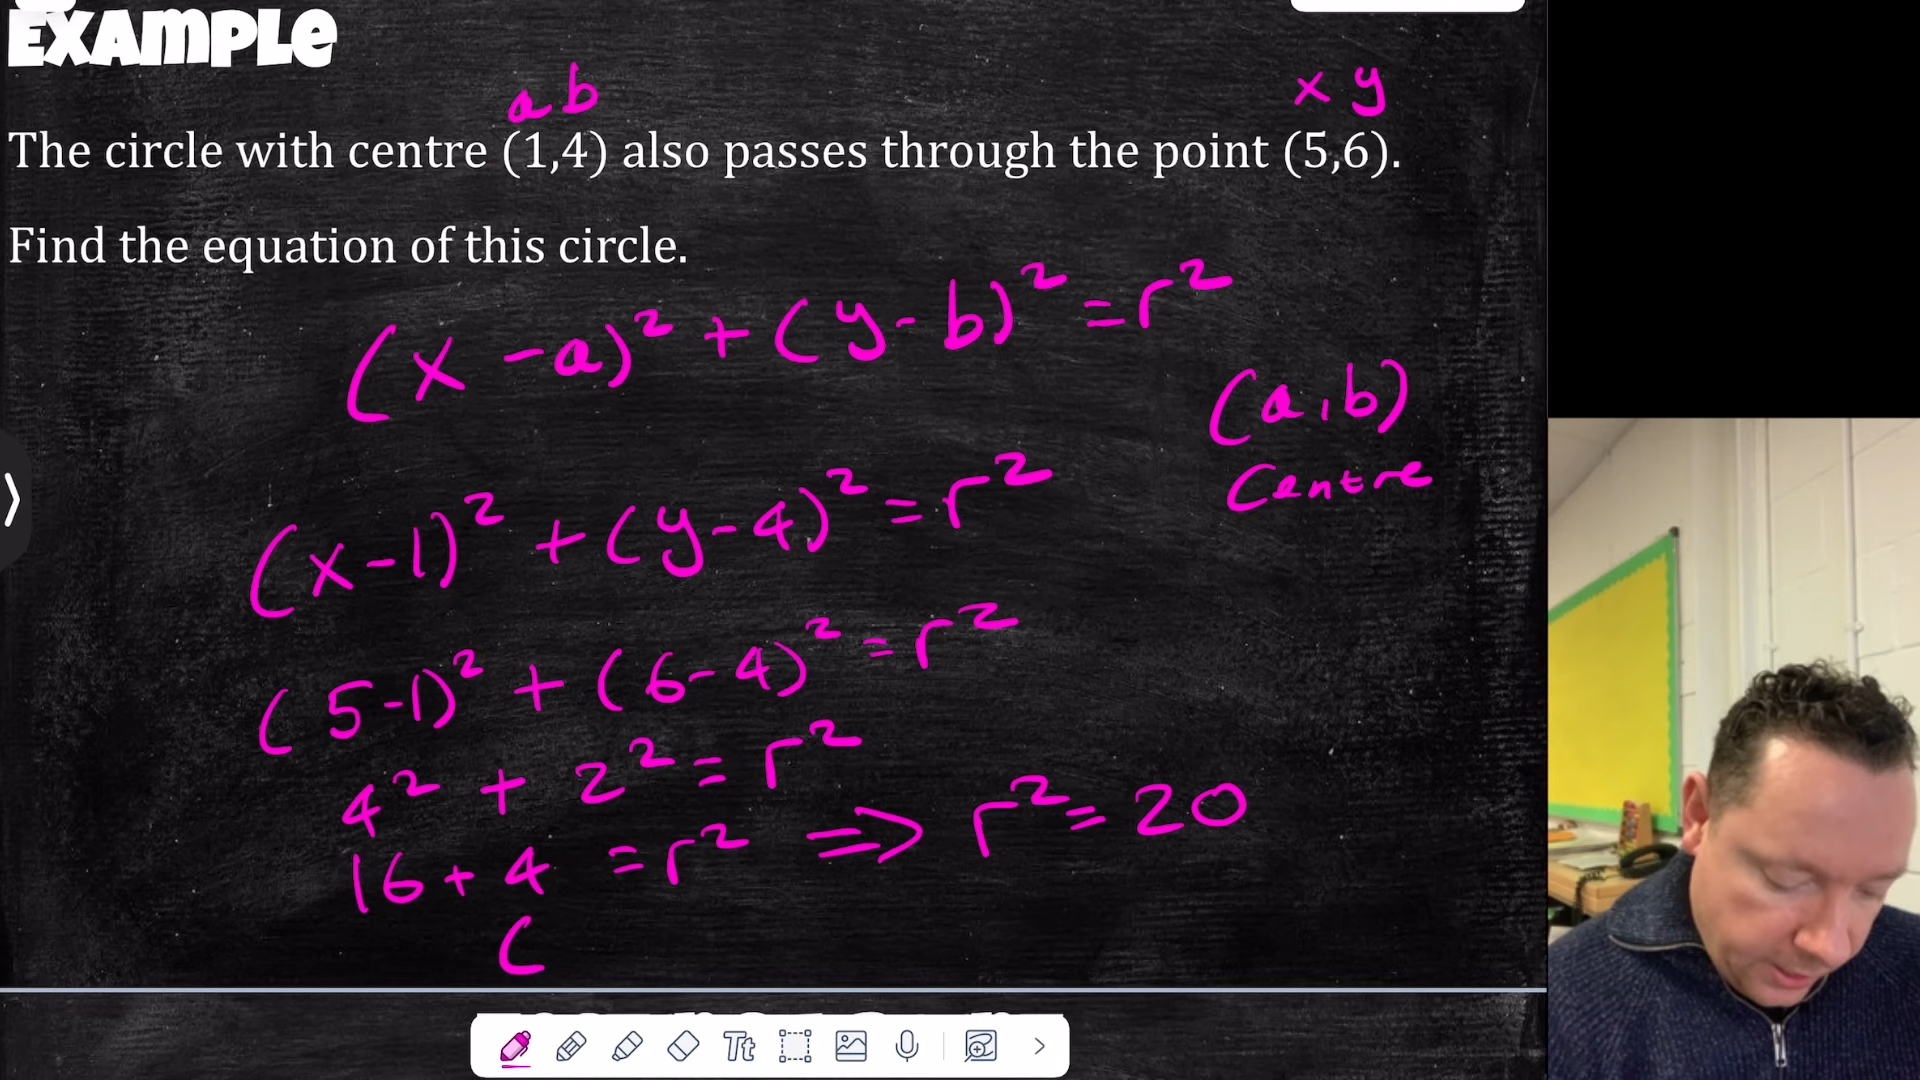 Example
a b
x y
The circle with centre (1,4) also passes through the point (5,6).
Find the equation of this circle.
(x - a)² + (y - b)² = r²
(a, b)
Centre
(x - 1)² + (y - 4)² = r²
(5 - 1)² + (6 - 4)² = r²
4² + 2² = r²
16 + 4 = r² ⇒ r² = 20
(
Tt